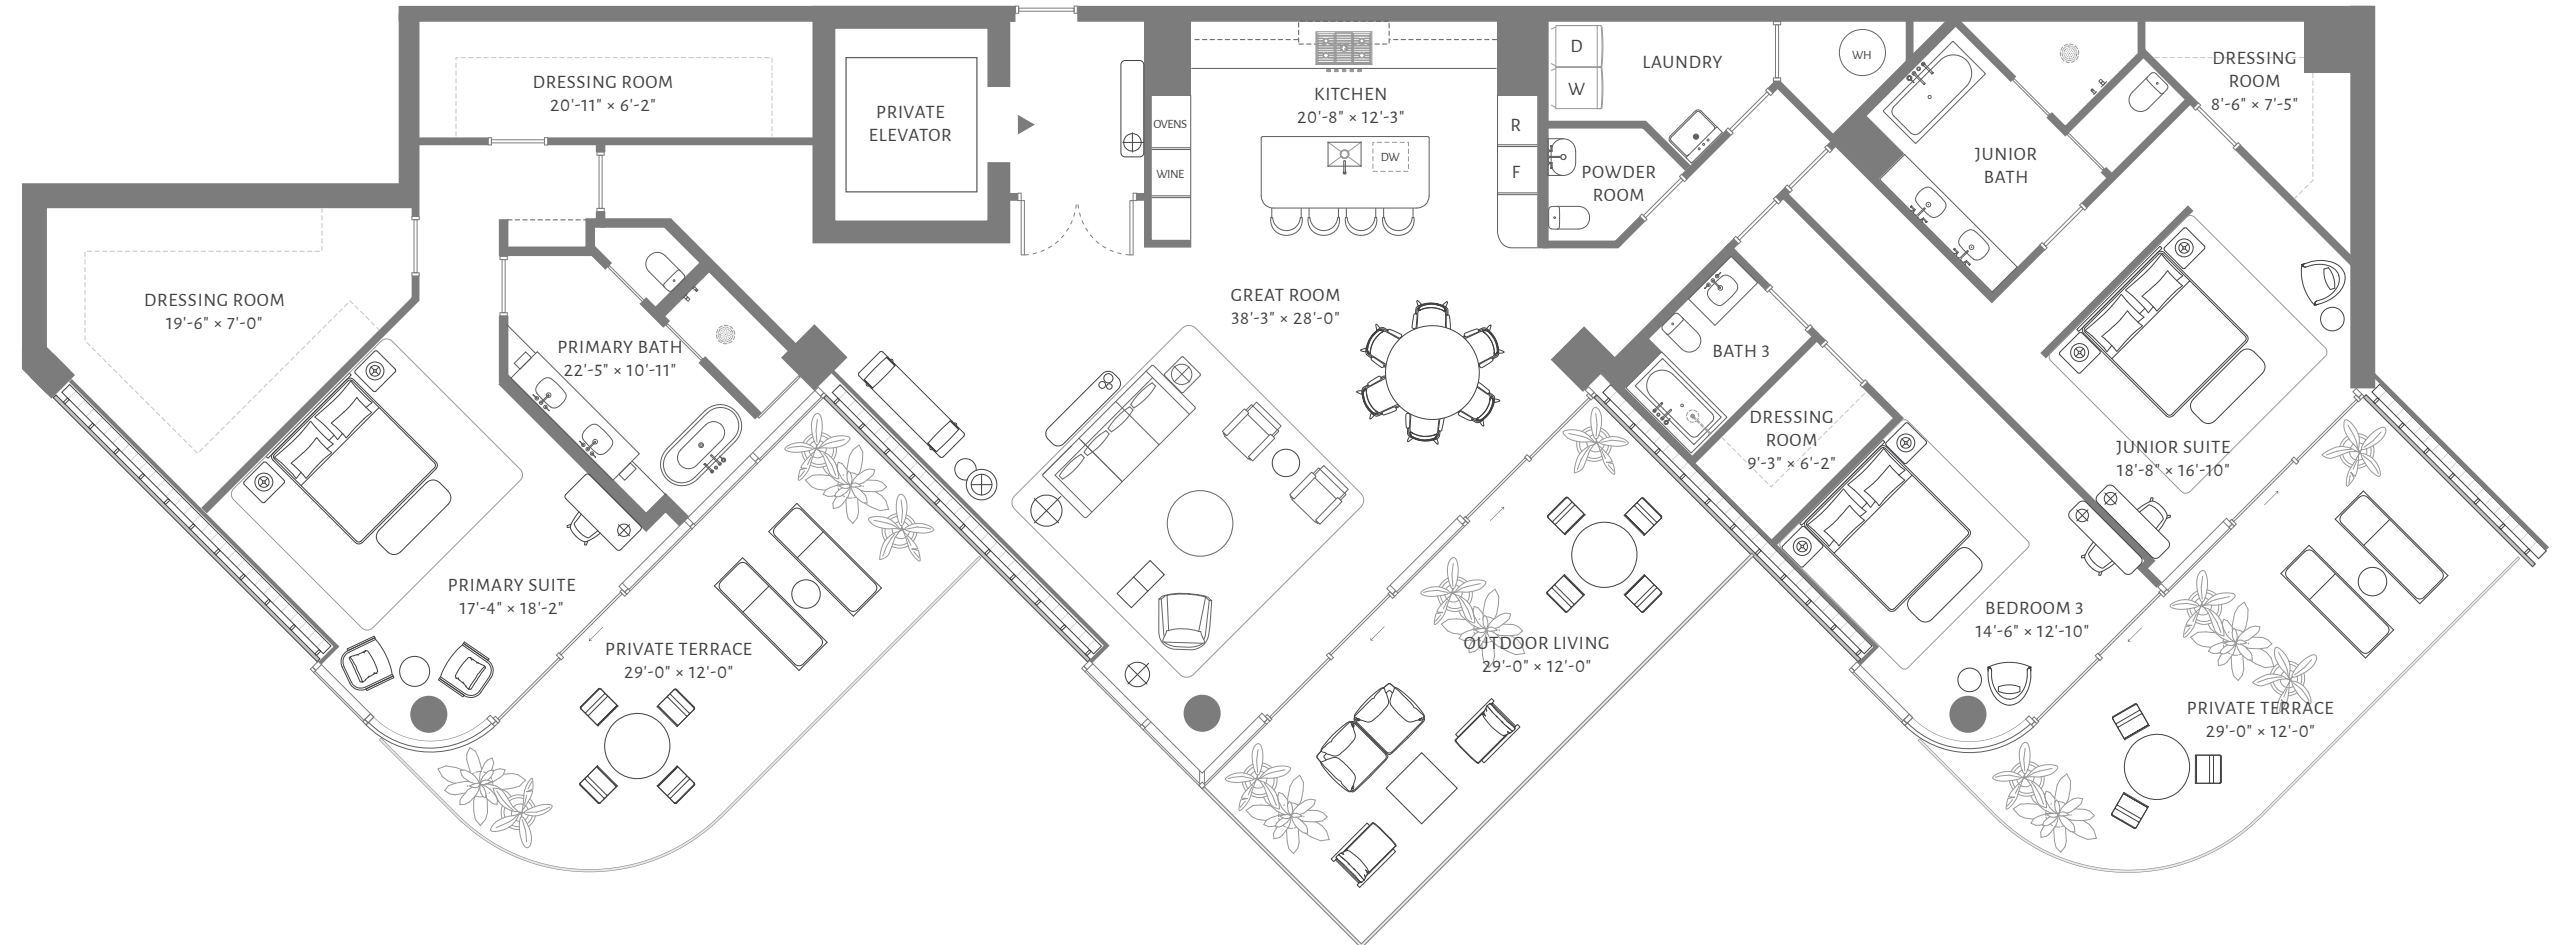 DRESSING ROOM
20'-11" × 6'-2"
PRIVATE
ELEVATOR
OVENS
WINE
KITCHEN
20'-8" × 12'-3"
DW
R
F
D
W
LAUNDRY
WH
POWDER
ROOM
JUNIOR
BATH
DRESSING
ROOM
8'-6" × 7'-5"
DRESSING ROOM
19'-6" × 7'-0"
PRIMARY BATH
22'-5" × 10'-11"
GREAT ROOM
38'-3" × 28'-0"
BATH 3
DRESSING
ROOM
9'-3" × 6'-2"
JUNIOR SUITE
18'-8" × 16'-10"
PRIMARY SUITE
17'-4" × 18'-2"
PRIVATE TERRACE
29'-0" × 12'-0"
OUTDOOR LIVING
29'-0" × 12'-0"
BEDROOM 3
14'-6" × 12'-10"
PRIVATE TERRACE
29'-0" × 12'-0"